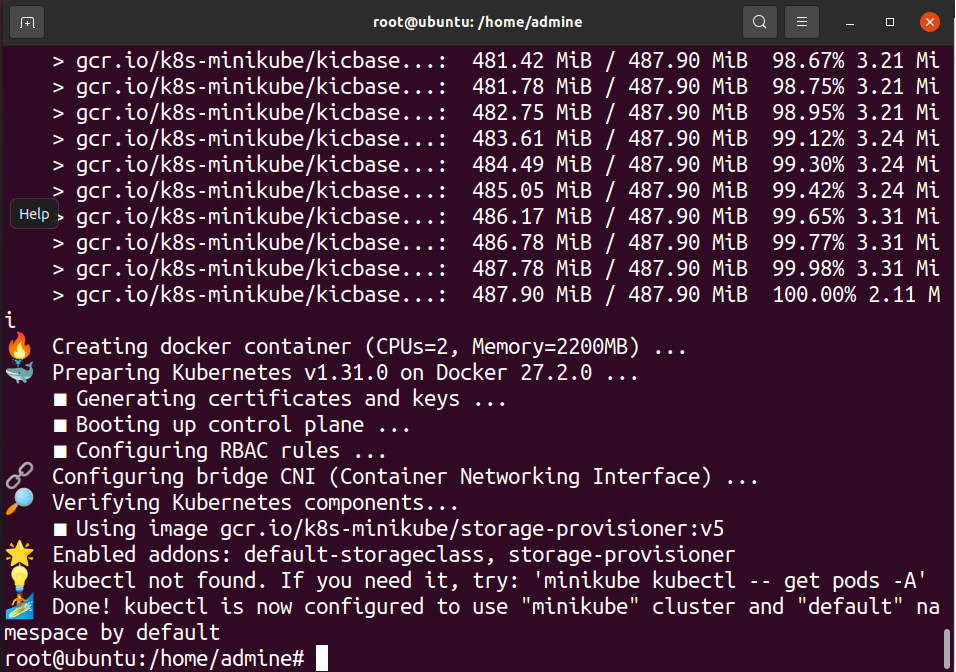 root@ubuntu: /home/admine
> gcr.io/k8s-minikube/kicbase...:  481.42 MiB / 487.90 MiB  98.67% 3.21 Mi
> gcr.io/k8s-minikube/kicbase...:  481.78 MiB / 487.90 MiB  98.75% 3.21 Mi
> gcr.io/k8s-minikube/kicbase...:  482.75 MiB / 487.90 MiB  98.95% 3.21 Mi
> gcr.io/k8s-minikube/kicbase...:  483.61 MiB / 487.90 MiB  99.12% 3.24 Mi
> gcr.io/k8s-minikube/kicbase...:  484.49 MiB / 487.90 MiB  99.30% 3.24 Mi
> gcr.io/k8s-minikube/kicbase...:  485.05 MiB / 487.90 MiB  99.42% 3.24 Mi
Help
> gcr.io/k8s-minikube/kicbase...:  486.17 MiB / 487.90 MiB  99.65% 3.31 Mi
> gcr.io/k8s-minikube/kicbase...:  486.78 MiB / 487.90 MiB  99.77% 3.31 Mi
> gcr.io/k8s-minikube/kicbase...:  487.78 MiB / 487.90 MiB  99.98% 3.31 Mi
> gcr.io/k8s-minikube/kicbase...:  487.90 MiB / 487.90 MiB  100.00% 2.11 M
i
🔥 Creating docker container (CPUs=2, Memory=2200MB) ...
🐳 Preparing Kubernetes v1.31.0 on Docker 27.2.0 ...
■ Generating certificates and keys ...
■ Booting up control plane ...
■ Configuring RBAC rules ...
🔗 Configuring bridge CNI (Container Networking Interface) ...
🔎 Verifying Kubernetes components...
■ Using image gcr.io/k8s-minikube/storage-provisioner:v5
🌟 Enabled addons: default-storageclass, storage-provisioner
💡 kubectl not found. If you need it, try: 'minikube kubectl -- get pods -A'
🏄 Done! kubectl is now configured to use "minikube" cluster and "default" na
mespace by default
root@ubuntu:/home/admine#